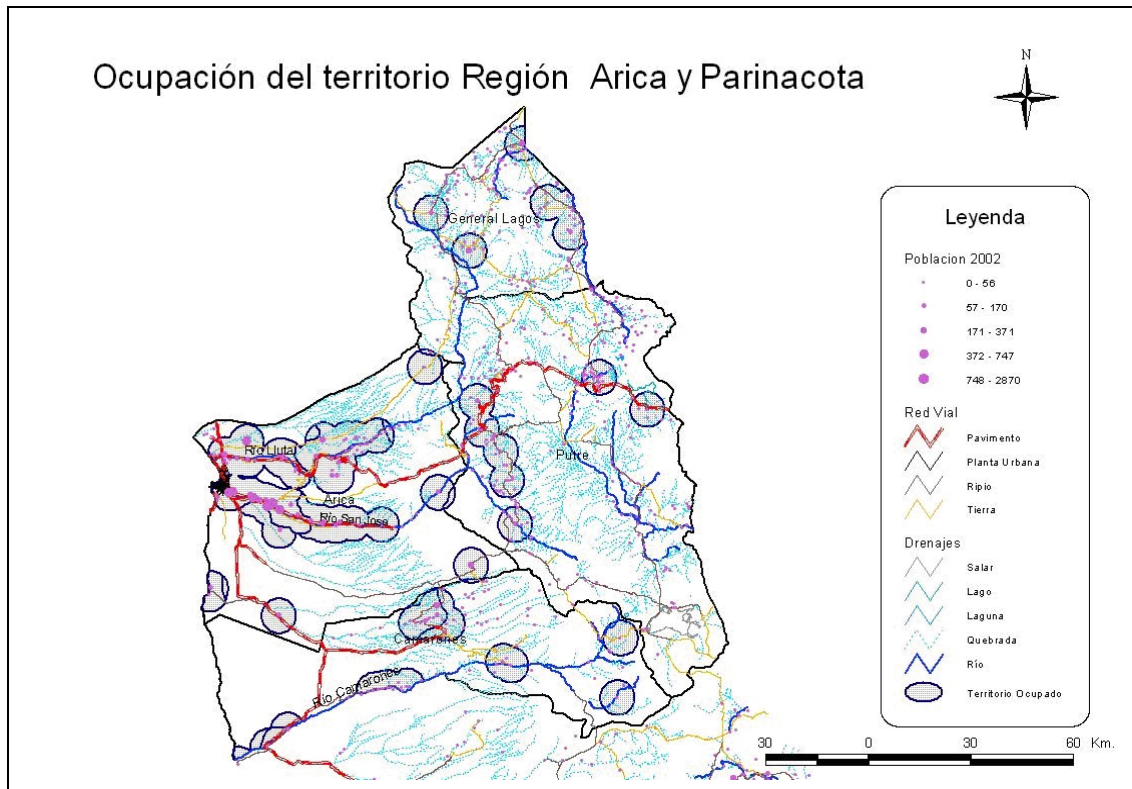 Ocupación del territorio Región Arica y Parinacota
N
General Lagos
Río Lluta
Putre
Arica
Río San José
Camarones
Río Camarones
Leyenda
Poblacion 2002
0 - 56
57 - 170
171 - 371
372 - 747
748 - 2870
Red Vial
Pavimento
Planta Urbana
Ripio
Tierra
Drenajes
Salar
Lago
Laguna
Quebrada
Río
Territorio Ocupado
30 0 30 60 Km.